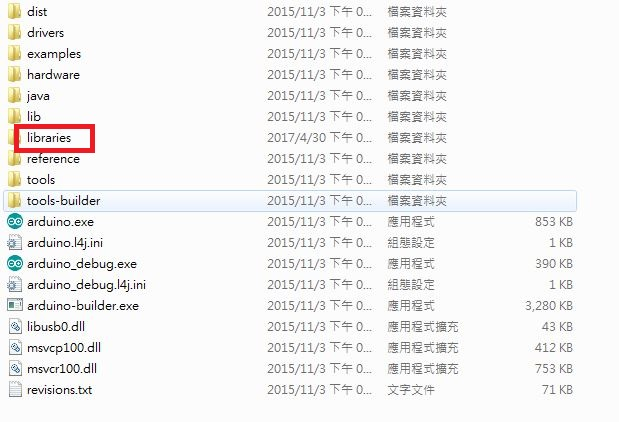 dist 2015/11/3 下午 0... 檔案資料夾
drivers 2015/11/3 下午 0... 檔案資料夾
examples 2015/11/3 下午 0... 檔案資料夾
hardware 2015/11/3 下午 0... 檔案資料夾
java 2015/11/3 下午 0... 檔案資料夾
lib 2015/11/3 下午 0... 檔案資料夾
libraries 2017/4/30 下午 0... 檔案資料夾
reference 2015/11/3 下午 0... 檔案資料夾
tools 2015/11/3 下午 0... 檔案資料夾
tools-builder 2015/11/3 下午 0... 檔案資料夾
arduino.exe 2015/11/3 下午 0... 應用程式 853 KB
arduino.l4j.ini 2015/11/3 下午 0... 組態設定 1 KB
arduino_debug.exe 2015/11/3 下午 0... 應用程式 390 KB
arduino_debug.l4j.ini 2015/11/3 下午 0... 組態設定 1 KB
arduino-builder.exe 2015/11/3 下午 0... 應用程式 3,280 KB
libusb0.dll 2015/11/3 下午 0... 應用程式擴充 43 KB
msvcp100.dll 2015/11/3 下午 0... 應用程式擴充 412 KB
msvcr100.dll 2015/11/3 下午 0... 應用程式擴充 753 KB
revisions.txt 2015/11/3 下午 0... 文字文件 71 KB